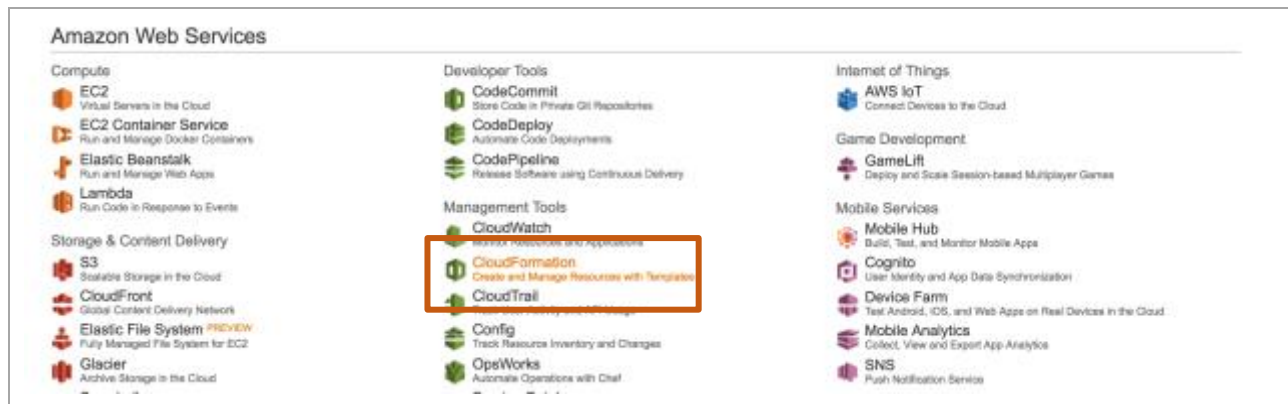 Amazon Web Services
Compute
EC2
Virtual Servers in the Cloud
EC2 Container Service
Run and Manage Docker Containers
Elastic Beanstalk
Run and Manage Web Apps
Lambda
Run Code in Response to Events
Storage & Content Delivery
S3
Scalable Storage in the Cloud
CloudFront
Global Content Delivery Network
Elastic File System PREVIEW
Fully Managed File System for EC2
Glacier
Archive Storage in the Cloud
Developer Tools
CodeCommit
Store Code in Private Git Repositories
CodeDeploy
Automate Code Deployments
CodePipeline
Release Software using Continuous Delivery
Management Tools
CloudWatch
Monitor Resources and Applications
CloudFormation
Create and Manage Resources with Templates
CloudTrail
Config
Track Resource Inventory and Changes
OpsWorks
Automate Operations with Chef
Internet of Things
AWS IoT
Connect Devices to the Cloud
Game Development
GameLift
Deploy and Scale Session-based Multiplayer Games
Mobile Services
Mobile Hub
Build, Test, and Monitor Mobile Apps
Cognito
User Identity and App Data Synchronization
Device Farm
Test Android, iOS, and Web Apps on Real Devices in the Cloud
Mobile Analytics
Collect, View and Export App Analytics
SNS
Push Notification Service